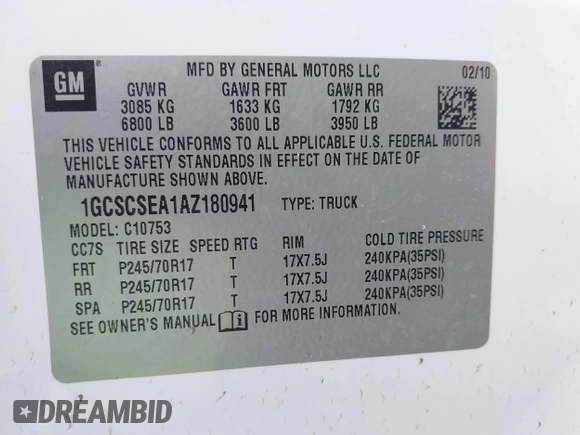 GM
MFD BY GENERAL MOTORS LLC 02/10
GVWR GAWR FRT GAWR RR
3085 KG 1633 KG 1792 KG
6800 LB 3600 LB 3950 LB
THIS VEHICLE CONFORMS TO ALL APPLICABLE U.S. FEDERAL MOTOR
VEHICLE SAFETY STANDARDS IN EFFECT ON THE DATE OF
MANUFACTURE SHOWN ABOVE.
1GCSCSEA1AZ180941 TYPE: TRUCK
MODEL: C10753
CC7S TIRE SIZE SPEED RTG RIM COLD TIRE PRESSURE
FRT P245/70R17 T 17X7.5J 240KPA(35PSI)
RR P245/70R17 T 17X7.5J 240KPA(35PSI)
SPA P245/70R17 T 17X7.5J 240KPA(35PSI)
SEE OWNER'S MANUAL FOR MORE INFORMATION.
DREAMBID